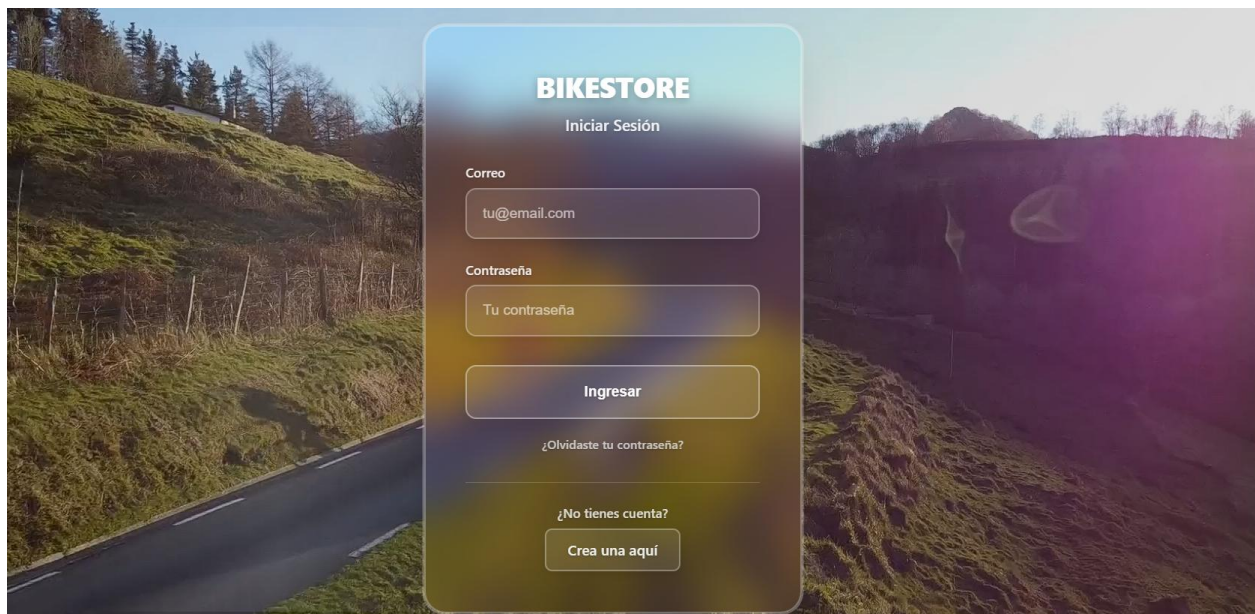 BIKESTORE
Iniciar Sesión
Correo
tu@email.com
Contraseña
Tu contraseña
Ingresar
¿Olvidaste tu contraseña?
¿No tienes cuenta?
Crea una aquí